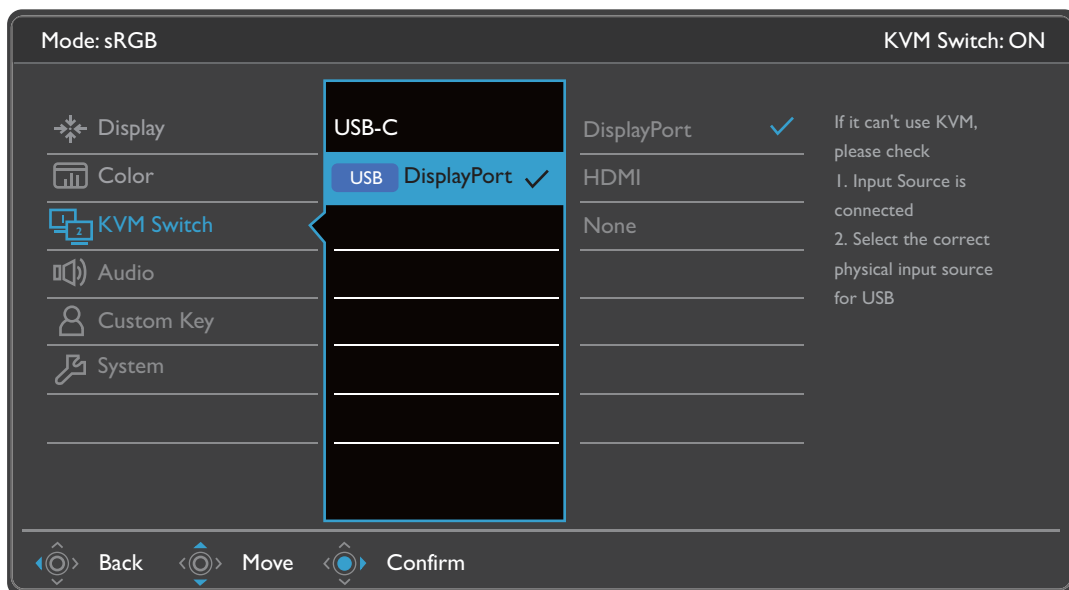 Mode: sRGB
KVM Switch: ON
Display
Color
KVM Switch
1
2
Audio
Custom Key
System
USB-C
USB DisplayPort
DisplayPort
HDMI
None
If it can't use KVM,
please check
1. Input Source is
connected
2. Select the correct
physical input source
for USB
Back
Move
Confirm